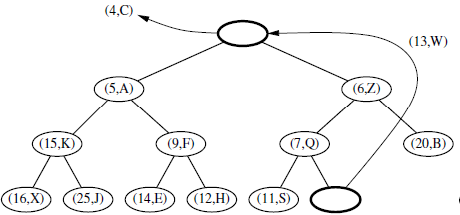 (4,C)
(13,W)
(5,A) (6,Z)
(15,K) (9,F) (7,Q) (20,B)
(16,X) (25,J) (14,E) (12,H) (11,S)